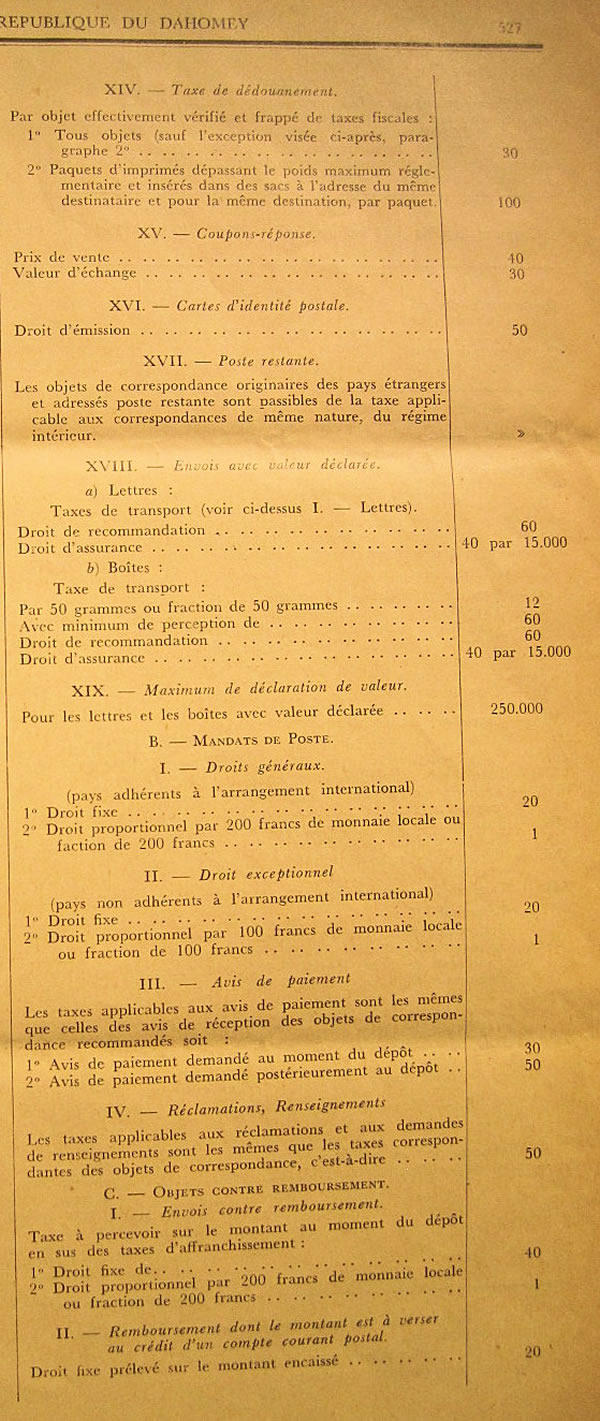 REPUBLIQUE DU DAHOMEY 527
XIV. — Taxe de dédouanement.
Par objet effectivement vérifié et frappé de taxes fiscales :
1° Tous objets (sauf l'exception visée ci-après, para-
graphe 2° .. .. .. .. .. .. .. .. .. .. .. .. 30
2° Paquets d'imprimés dépassant le poids maximum régle-
mentaire et insérés dans des sacs à l'adresse du même
destinataire et pour la même destination, par paquet. 100
XV. — Coupons-réponse.
Prix de vente .. .. .. .. .. .. .. .. .. .. .. .. 40
Valeur d'échange .. .. .. .. .. .. .. .. .. .. .. 30
XVI. — Cartes d'identité postale.
Droit d'émission .. .. .. .. .. .. .. .. .. .. .. 50
XVII. — Poste restante.
Les objets de correspondance originaires des pays étrangers
et adressés poste restante sont passibles de la taxe appli-
cable aux correspondances de même nature, du régime
intérieur. »
XVIII. — Envois avec valeur déclarée.
a) Lettres :
Taxes de transport (voir ci-dessus I. — Lettres).
Droit de recommandation .. .. .. .. .. .. .. .. .. 60
Droit d'assurance .. .. .. .. .. .. .. .. .. .. .. 40 par 15.000
b) Boîtes :
Taxe de transport :
Par 50 grammes ou fraction de 50 grammes .. .. .. .. 12
Avec minimum de perception de .. .. .. .. .. .. .. 60
Droit de recommandation .. .. .. .. .. .. .. .. .. 60
Droit d'assurance .. .. .. .. .. .. .. .. .. .. .. 40 par 15.000
XIX. — Maximum de déclaration de valeur.
Pour les lettres et les boîtes avec valeur déclarée .. .. .. 250.000
B. — MANDATS DE POSTE.
I. — Droits généraux.
(pays adhérents à l'arrangement international)
1° Droit fixe .. .. .. .. .. .. .. .. .. .. .. .. 20
2° Droit proportionnel par 200 francs de monnaie locale ou
faction de 200 francs .. .. .. .. .. .. .. .. .. 1
II. — Droit exceptionnel
(pays non adhérents à l'arrangement international)
1° Droit fixe .. .. .. .. .. .. .. .. .. .. .. .. 20
2° Droit proportionnel par 100 francs de monnaie locale
ou fraction de 100 francs .. .. .. .. .. .. .. .. 1
III. — Avis de paiement
Les taxes applicables aux avis de paiement sont les mêmes
que celles des avis de réception des objets de correspon-
dance recommandés soit :
1° Avis de paiement demandé au moment du dépôt .. .. 30
2° Avis de paiement demandé postérieurement au dépôt .. 50
IV. — Réclamations, Renseignements
Les taxes applicables aux réclamations et aux demandes
de renseignements sont les mêmes que les taxes correspon-
dantes des objets de correspondance, c'est-à-dire .. .. .. 50
C. — OBJETS CONTRE REMBOURSEMENT.
I. — Envois contre remboursement.
Taxe à percevoir sur le montant au moment du dépôt
en sus des taxes d'affranchissement :
1° Droit fixe de.. .. .. .. .. .. .. .. .. .. .. .. 40
2° Droit proportionnel par 200 francs de monnaie locale
ou fraction de 200 francs .. .. .. .. .. .. .. .. 1
II. — Remboursement dont le montant est à verser
au crédit d'un compte courant postal.
Droit fixe prélevé sur le montant encaissé .. .. .. .. .. 20